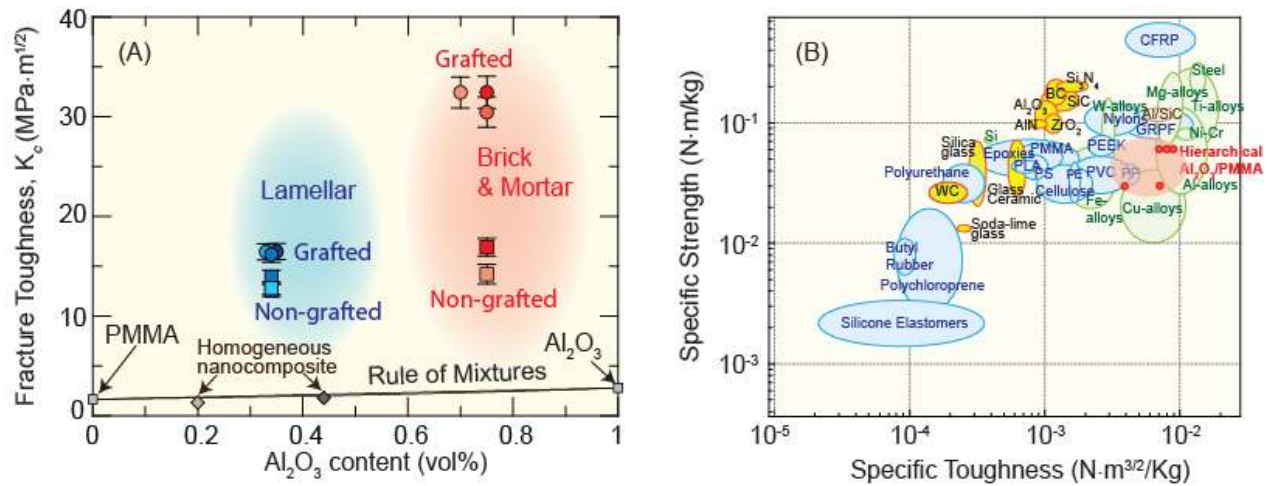 (A)
Fracture Toughness, Kc (MPa·m1/2)
40
30
20
10
0
0
0.2
0.4
0.6
0.8
1
Al2O3 content (vol%)
Grafted
Brick
& Mortar
Non-grafted
Lamellar
Grafted
Non-grafted
PMMA
Homogeneous
nanocomposite
Rule of Mixtures
Al2O3
(B)
Specific Strength (N·m/kg)
10-1
10-2
10-3
10-5
10-4
10-3
10-2
Specific Toughness (N·m3/2/Kg)
CFRP
Steel
Si3N4
Mg-alloys
BC
SiC
W-alloys
Ti-alloys
Al2O3
Al/SiC
Nylons
AlN
ZrO2
GRPF
Ni-Cr
Si
Silica
glass
Epoxies
PMMA
PEEK
Hierarchical
Al2O3/PMMA
Polyurethane
PLA
PS
PE
PVC
PP
WC
Glass
Ceramic
Cellulose
Al-alloys
Fe-
alloys
Cu-alloys
Soda-lime
glass
Butyl
Rubber
Polychloroprene
Silicone Elastomers